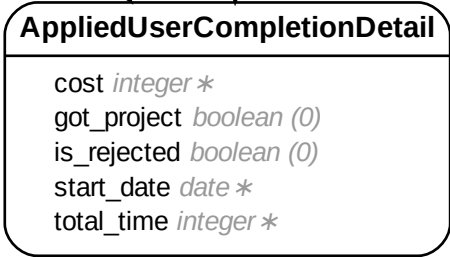 AppliedUserCompletionDetail
cost integer ∗
got_project boolean (0)
is_rejected boolean (0)
start_date date ∗
total_time integer ∗